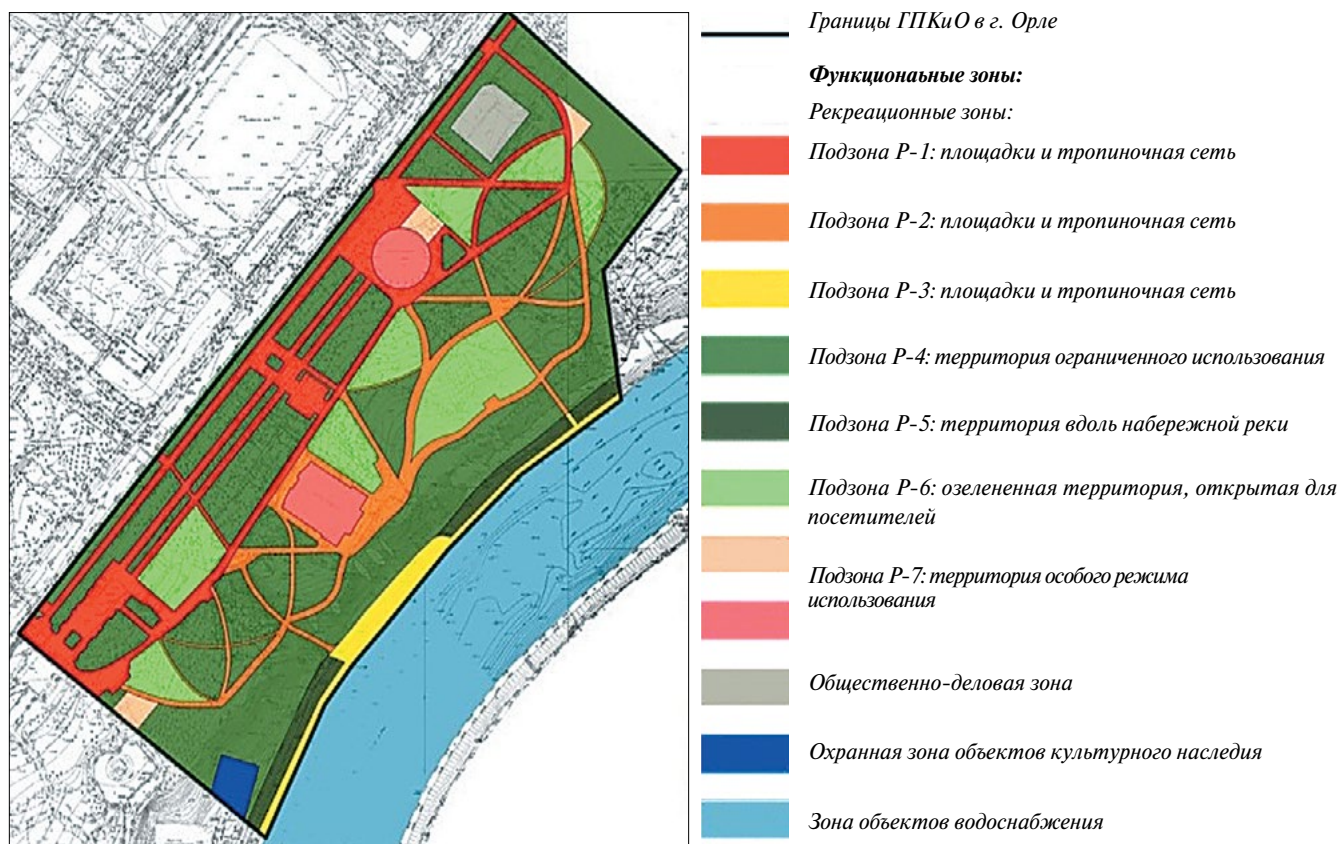 Границы ГПКиО в г. Орле
Функционаьные зоны:
Рекреационные зоны:
Подзона Р-1: площадки и тропиночная сеть
Подзона Р-2: площадки и тропиночная сеть
Подзона Р-3: площадки и тропиночная сеть
Подзона Р-4: территория ограниченного использования
Подзона Р-5: территория вдоль набережной реки
Подзона Р-6: озелененная территория, открытая для
посетителей
Подзона Р-7: территория особого режима
использования
Общественно-деловая зона
Охранная зона объектов культурного наследия
Зона объектов водоснабжения